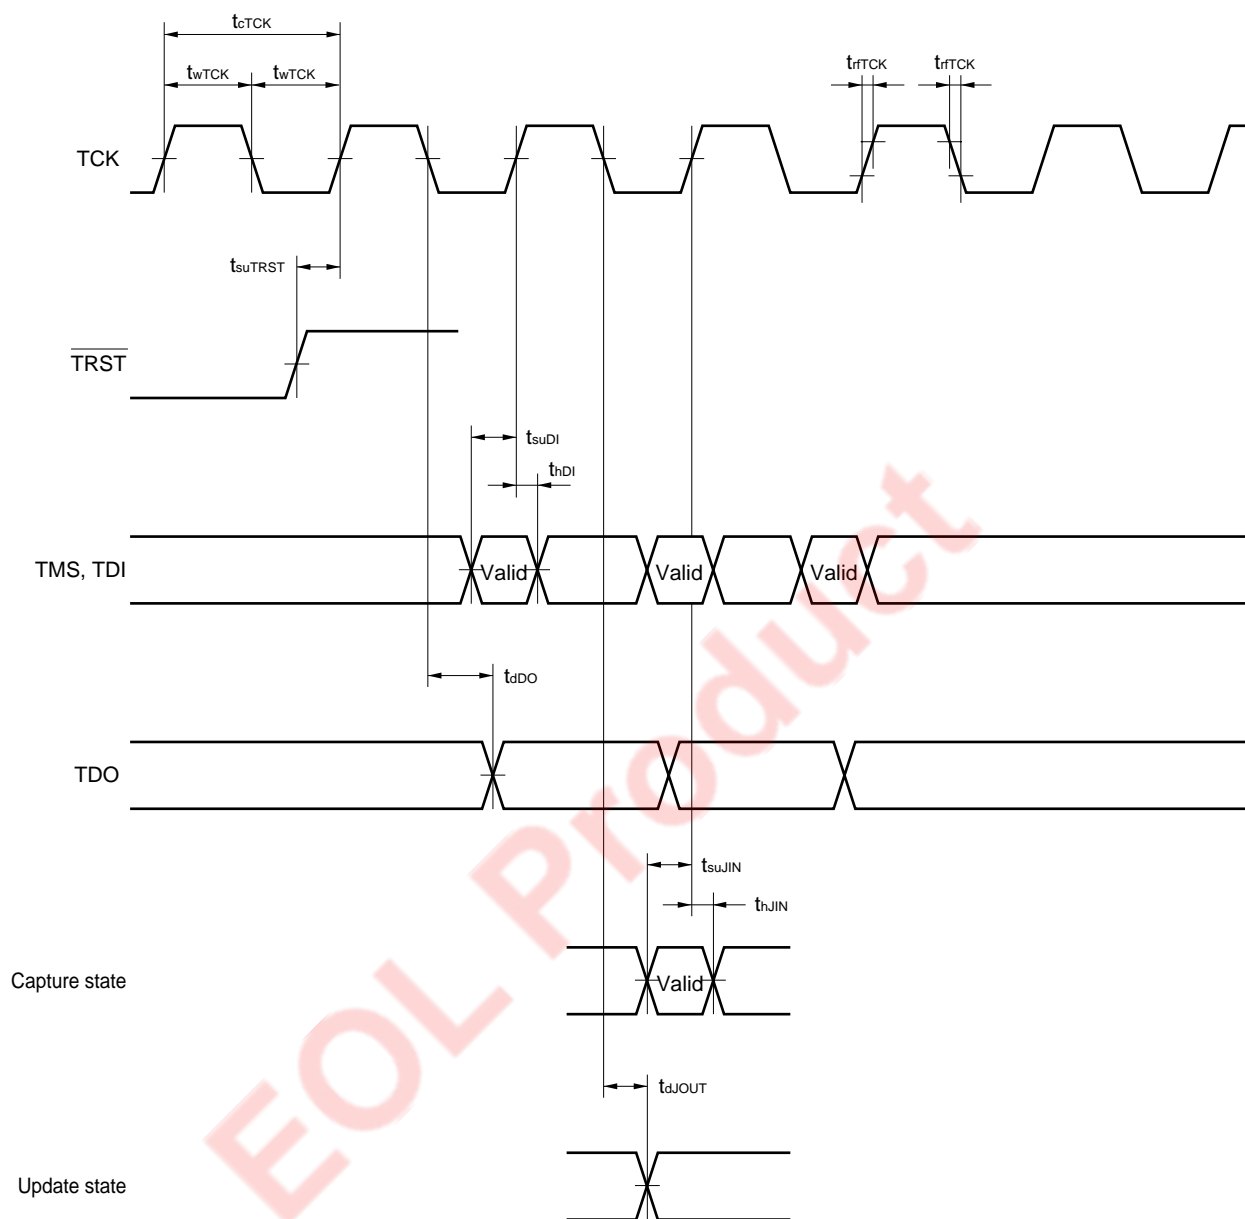 tcTCK
twTCK twTCK trfTCK trfTCK
TCK
tsuTRST
TRST
tsuDI
thDI
TMS, TDI Valid Valid Valid
tdDO
TDO
tsuJIN
thJIN
Capture state Valid
tdJOUT
Update state
EOL Product